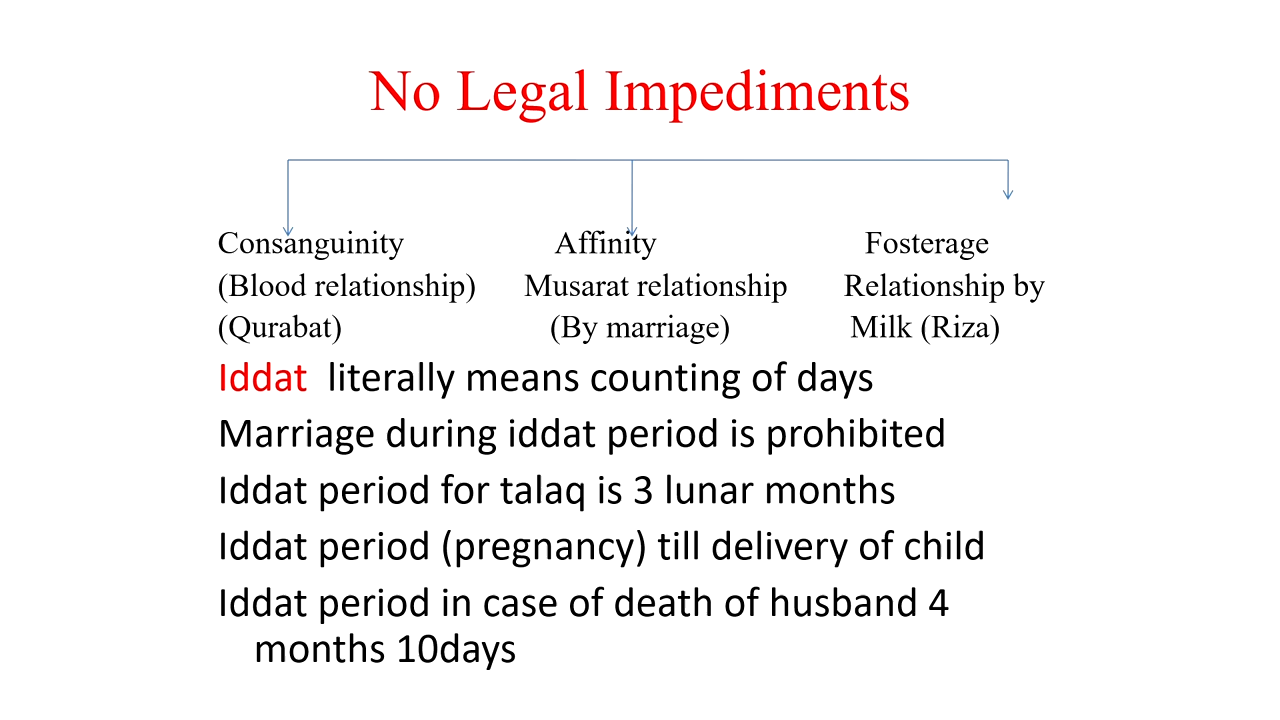 No Legal Impediments
Consanguinity Affinity Fosterage
(Blood relationship) Musarat relationship Relationship by
(Qurabat) (By marriage) Milk (Riza)
Iddat literally means counting of days
Marriage during iddat period is prohibited
Iddat period for talaq is 3 lunar months
Iddat period (pregnancy) till delivery of child
Iddat period in case of death of husband 4
months 10days